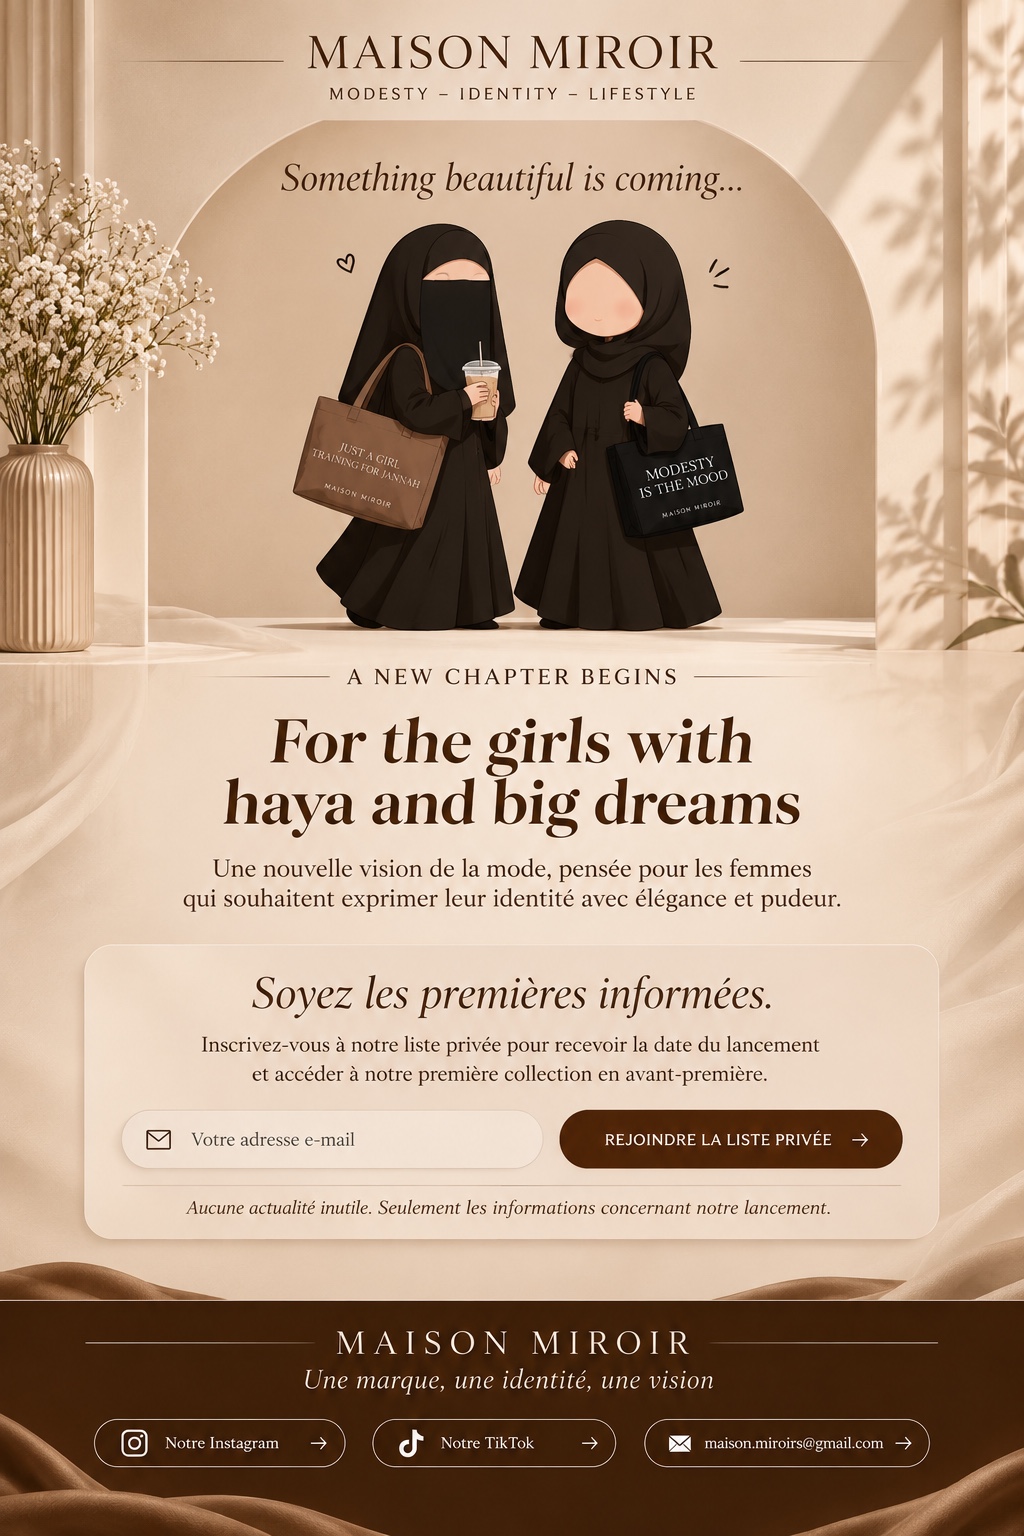 MAISON MIROIR
MODESTY – IDENTITY – LIFESTYLE
Something beautiful is coming...
JUST A GIRL
TRAINING FOR JANNAH
MAISON MIROIR
MODESTY
IS THE MOOD
MAISON MIROIR
A NEW CHAPTER BEGINS
For the girls with
haya and big dreams
Une nouvelle vision de la mode, pensée pour les femmes
qui souhaitent exprimer leur identité avec élégance et pudeur.
Soyez les premières informées.
Inscrivez-vous à notre liste privée pour recevoir la date du lancement
et accéder à notre première collection en avant-première.
Votre adresse e-mail
REJOINDRE LA LISTE PRIVÉE →
Aucune actualité inutile. Seulement les informations concernant notre lancement.
MAISON MIROIR
Une marque, une identité, une vision
Notre Instagram →
Notre TikTok →
maison.miroirs@gmail.com →